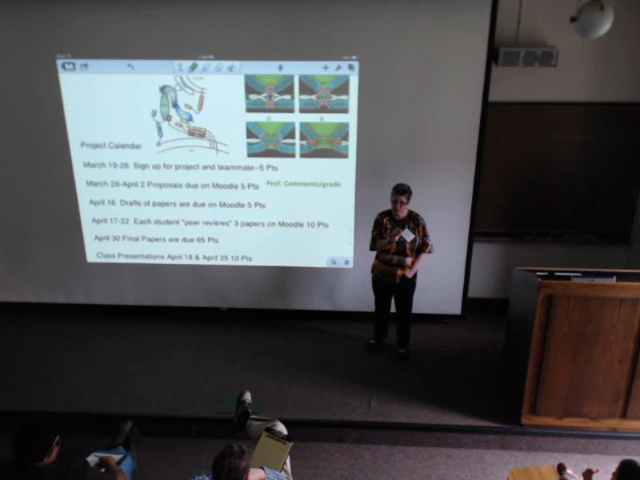 Project Calendar
March 19-26 Sign up for project and teammate--5 Pts
March 26-April 2 Proposals due on Moodle 5 Pts Prof. Comments/grade
April 16 Drafts of papers are due on Moodle 5 Pts
April 17-22 Each student "peer reviews" 3 papers on Moodle 10 Pts
April 30 Final Papers are due 65 Pts
Class Presentations April 18 & April 25 10 Pts